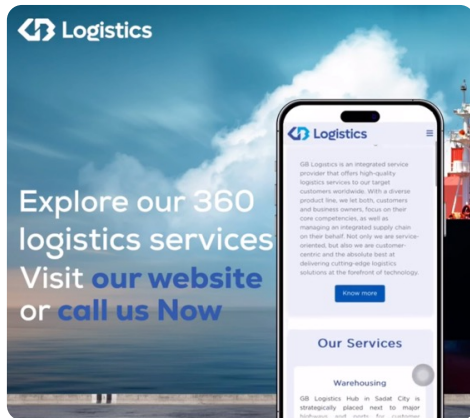 GB Logistics
Explore our 360
logistics services
Visit our website
or call us Now
GB Logistics
GB Logistics is an integrated service
provider that offers high-quality
logistics services to our target
customers worldwide. With a diverse
product line, we let both, customers
and business owners, focus on their
core competencies, as well as
managing an integrated supply chain
on their behalf. Not only we are service-
oriented, but also we are customer-
centric and the absolute best at
delivering cutting-edge logistics
solutions at the forefront of technology.
Know more
Our Services
Warehousing
GB Logistics Hub in Sadat City is
strategically placed next to major
highways and ports for customer